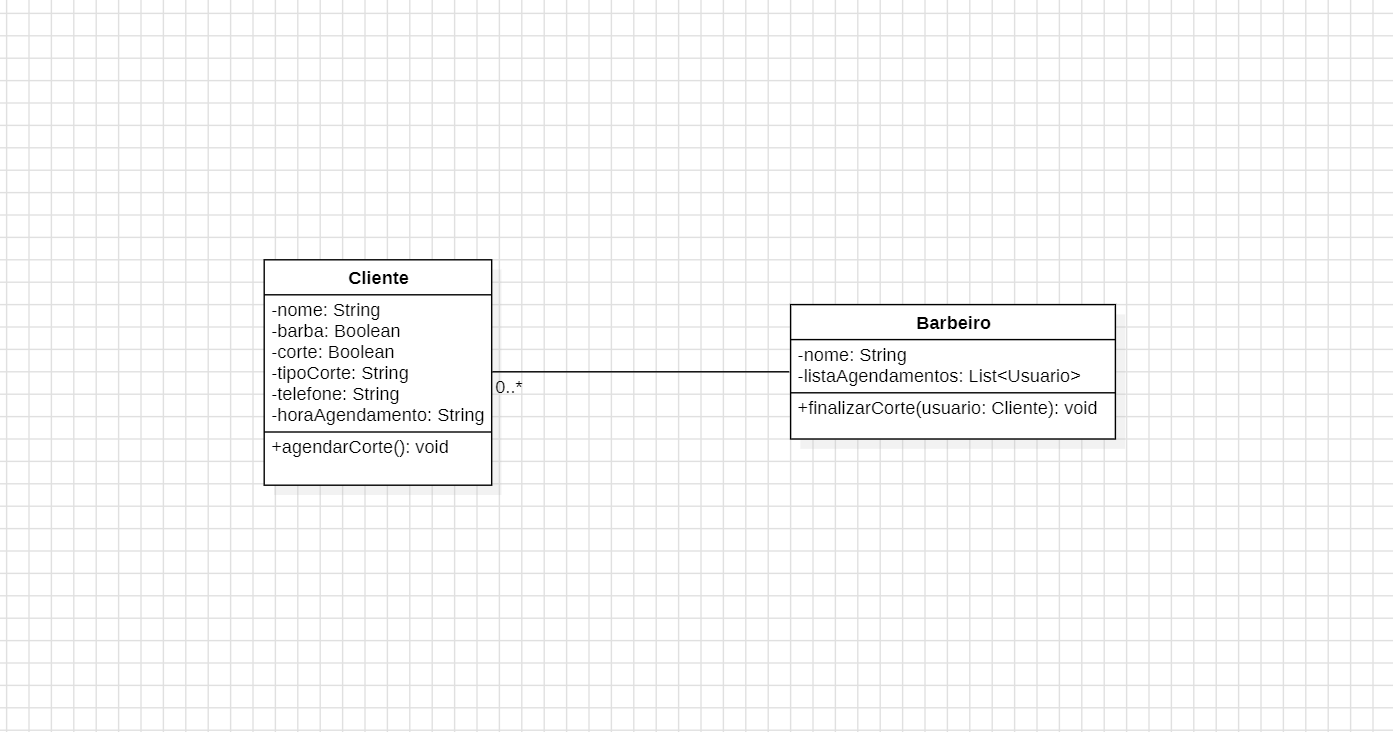 Cliente
-nome: String
-barba: Boolean
-corte: Boolean
-tipoCorte: String
-telefone: String
-horaAgendamento: String
+agendarCorte(): void
0..*
Barbeiro
-nome: String
-listaAgendamentos: List<Usuario>
+finalizarCorte(usuario: Cliente): void